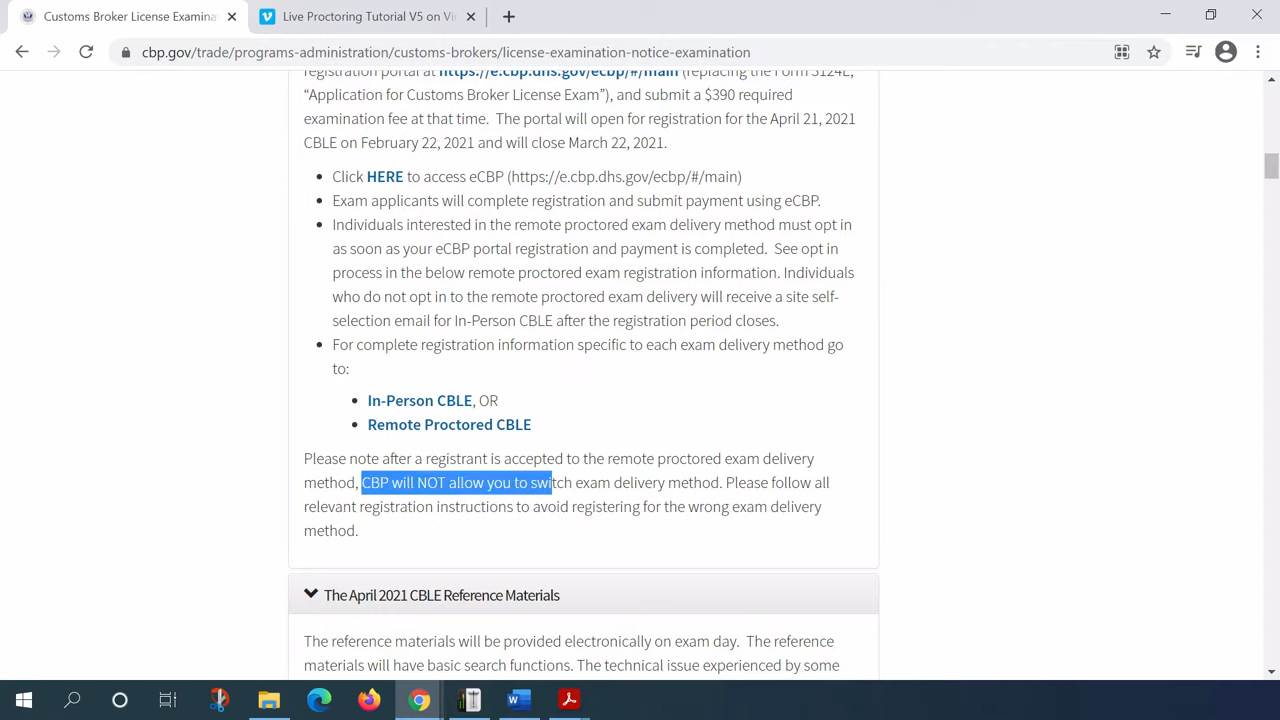 Customs Broker License Examina
Live Proctoring Tutorial V5 on Vi
cbp.gov/trade/programs-administration/customs-brokers/license-examination-notice-examination
registration portal at https://e.cbp.dhs.gov/ecbp/#/main (replacing the Form 3124E,
“Application for Customs Broker License Exam”), and submit a $390 required
examination fee at that time. The portal will open for registration for the April 21, 2021
CBLE on February 22, 2021 and will close March 22, 2021.
Click HERE to access eCBP (https://e.cbp.dhs.gov/ecbp/#/main)
Exam applicants will complete registration and submit payment using eCBP.
Individuals interested in the remote proctored exam delivery method must opt in
as soon as your eCBP portal registration and payment is completed. See opt in
process in the below remote proctored exam registration information. Individuals
who do not opt in to the remote proctored exam delivery will receive a site self-
selection email for In-Person CBLE after the registration period closes.
For complete registration information specific to each exam delivery method go
to:
In-Person CBLE, OR
Remote Proctored CBLE
Please note after a registrant is accepted to the remote proctored exam delivery
method, CBP will NOT allow you to switch exam delivery method. Please follow all
relevant registration instructions to avoid registering for the wrong exam delivery
method.
The April 2021 CBLE Reference Materials
The reference materials will be provided electronically on exam day. The reference
materials will have basic search functions. The technical issue experienced by some